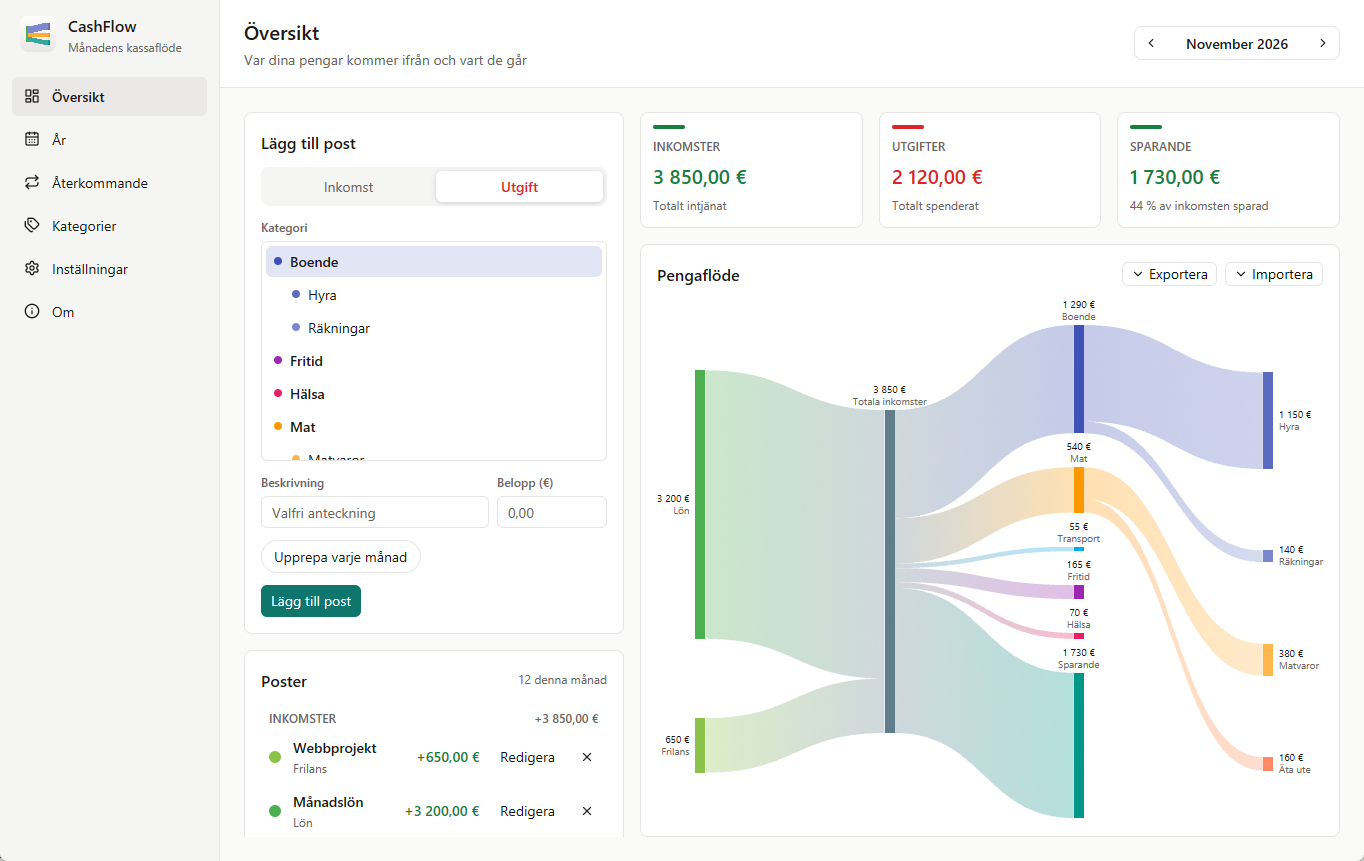 CashFlow
Månadens kassaflöde
Översikt
År
Återkommande
Kategorier
Inställningar
Om
Översikt
Var dina pengar kommer ifrån och vart de går
November 2026
Lägg till post
Inkomst
Utgift
Kategori
Boende
Hyra
Räkningar
Fritid
Hälsa
Mat
Matvaror
Beskrivning
Belopp (€)
Valfri anteckning
0,00
Upprepa varje månad
Lägg till post
Poster
12 denna månad
INKOMSTER
+3 850,00 €
Webbprojekt
Frilans
+650,00 €
Redigera
Månadslön
Lön
+3 200,00 €
Redigera
INKOMSTER
3 850,00 €
Totalt intjänat
UTGIFTER
2 120,00 €
Totalt spenderat
SPARANDE
1 730,00 €
44 % av inkomsten sparad
Pengaflöde
Exportera
Importera
3 200 €
Lön
650 €
Frilans
3 850 €
Totala inkomster
1 290 €
Boende
540 €
Mat
55 €
Transport
165 €
Fritid
70 €
Hälsa
1 730 €
Sparande
1 150 €
Hyra
140 €
Räkningar
380 €
Matvaror
160 €
Äta ute